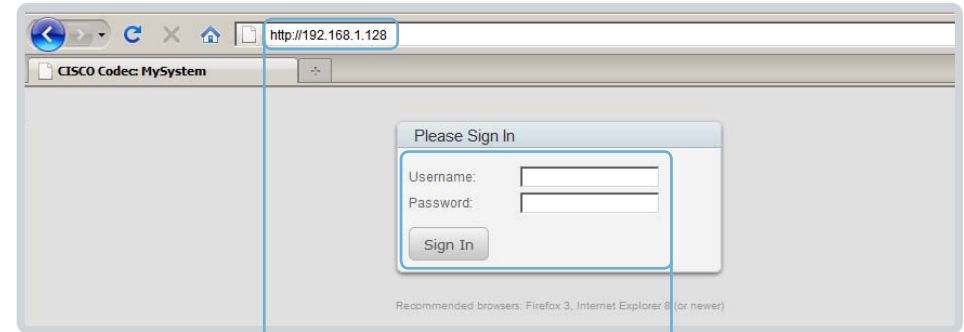 http://192.168.1.128
CISCO Codec: MySystem
Please Sign In
Username:
Password:
Sign In
Recommended browsers: Firefox 3, Internet Explorer 8 (or newer)